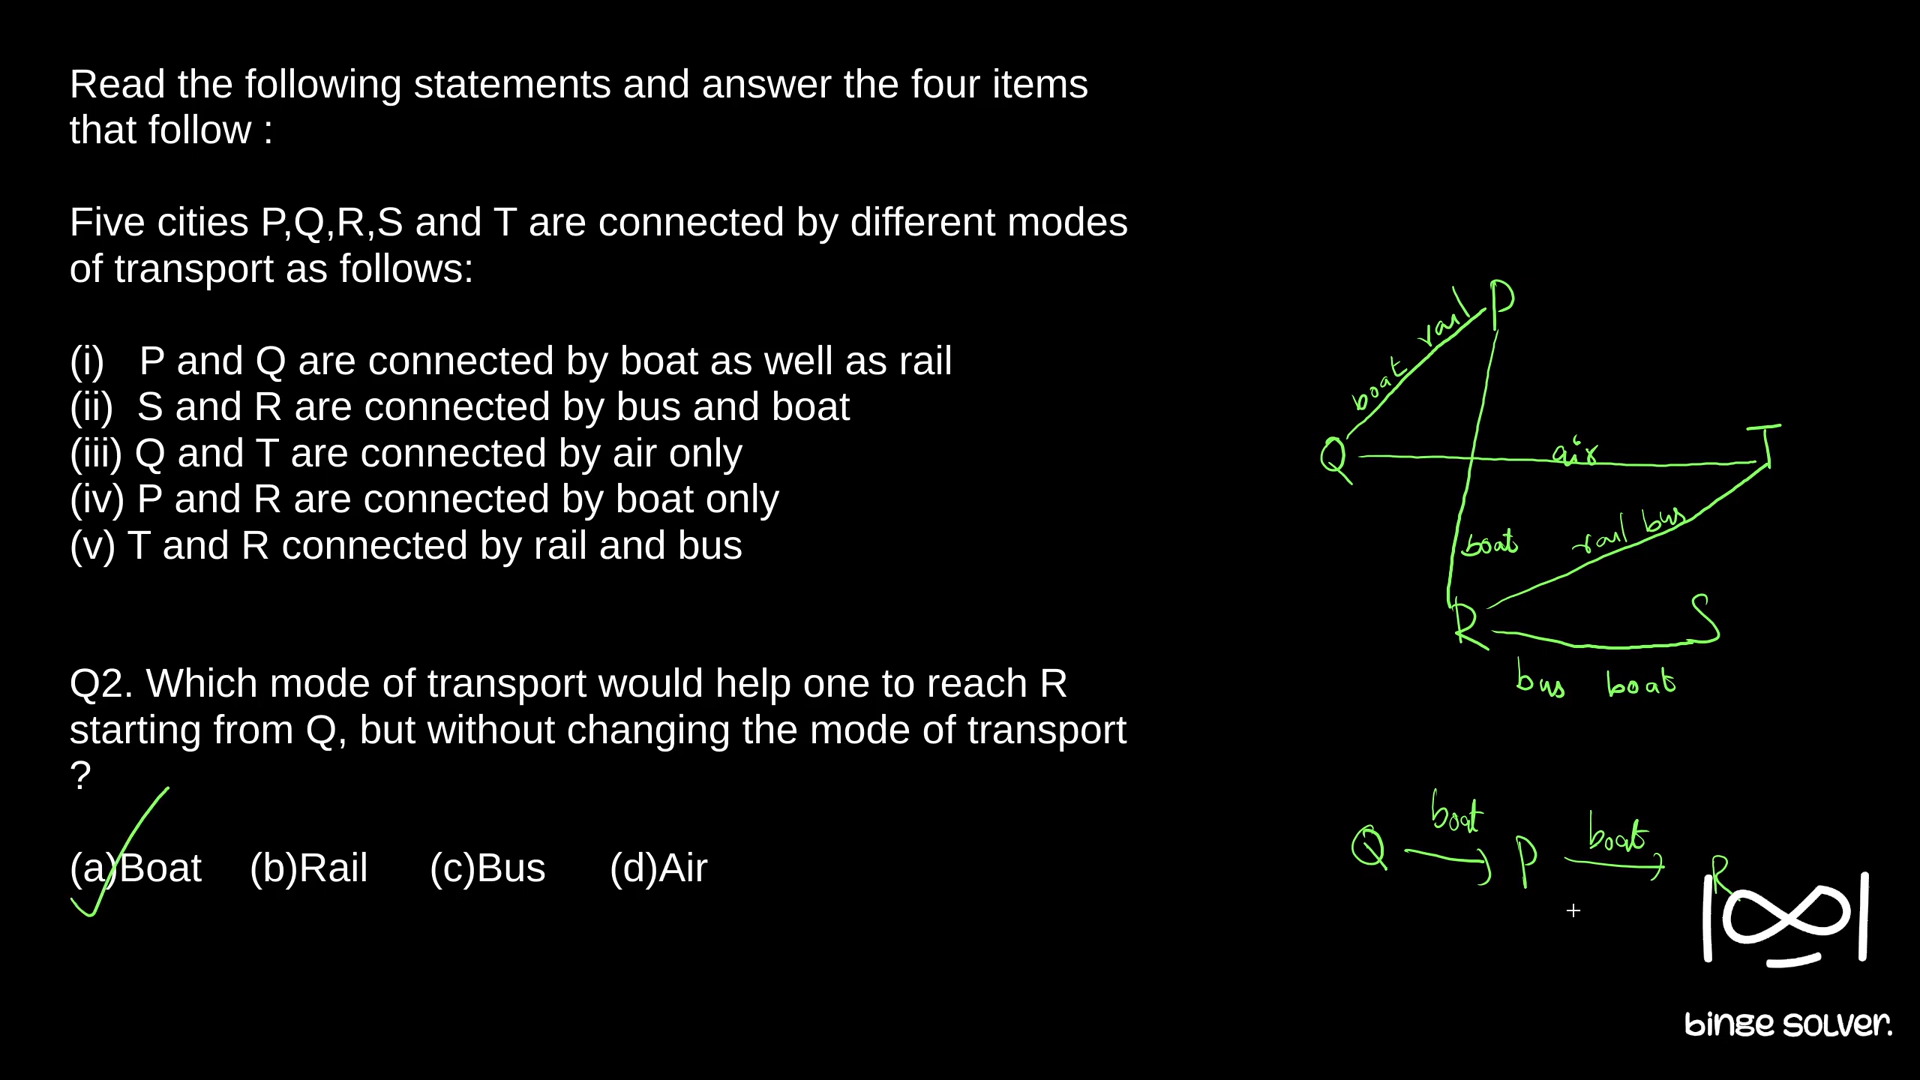 Read the following statements and answer the four items
that follow :
Five cities P,Q,R,S and T are connected by different modes
of transport as follows:
(i) P and Q are connected by boat as well as rail
(ii) S and R are connected by bus and boat
(iii) Q and T are connected by air only
(iv) P and R are connected by boat only
(v) T and R connected by rail and bus
Q2. Which mode of transport would help one to reach R
starting from Q, but without changing the mode of transport
?
(a)Boat (b)Rail (c)Bus (d)Air
P
boat rail
Q air T
boat rail bus
R S
bus boat
boat boat
Q P R
binge solver.